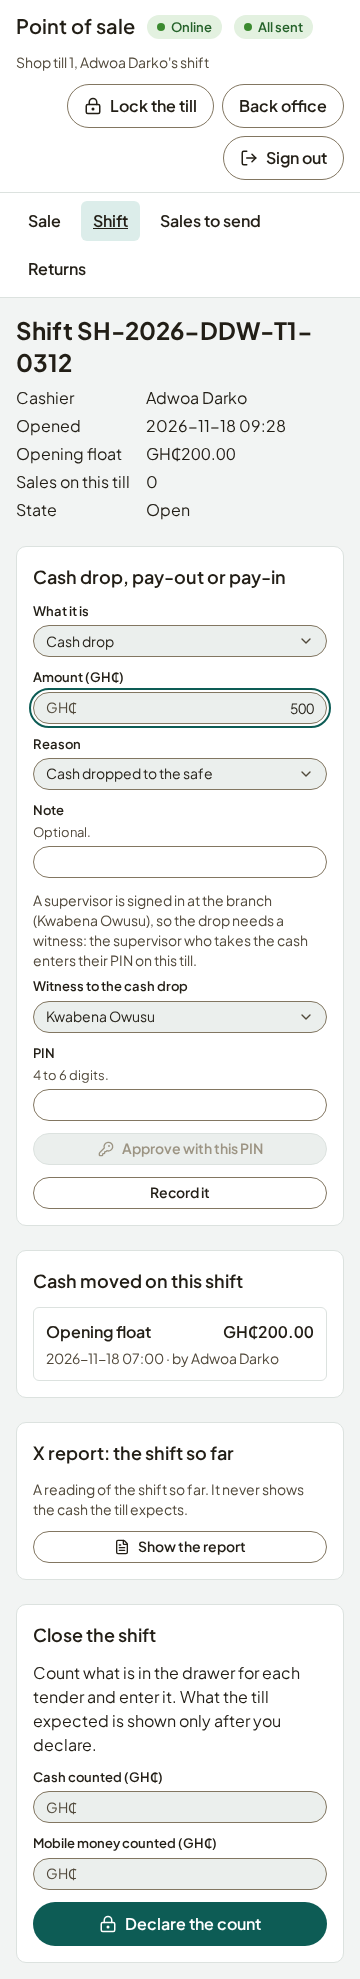 Point of sale
Online
All sent
Shop till 1, Adwoa Darko's shift
Lock the till
Back office
Sign out
Sale
Shift
Sales to send
Returns
Shift SH-2026-DDW-T1-
0312
Cashier Adwoa Darko
Opened 2026-11-18 09:28
Opening float GH₵200.00
Sales on this till 0
State Open
Cash drop, pay-out or pay-in
What it is
Cash drop
Amount (GH₵)
GH₵ 500
Reason
Cash dropped to the safe
Note
Optional.
A supervisor is signed in at the branch
(Kwabena Owusu), so the drop needs a
witness: the supervisor who takes the cash
enters their PIN on this till.
Witness to the cash drop
Kwabena Owusu
PIN
4 to 6 digits.
Approve with this PIN
Record it
Cash moved on this shift
Opening float GH₵200.00
2026-11-18 07:00 · by Adwoa Darko
X report: the shift so far
A reading of the shift so far. It never shows
the cash the till expects.
Show the report
Close the shift
Count what is in the drawer for each
tender and enter it. What the till
expected is shown only after you
declare.
Cash counted (GH₵)
GH₵
Mobile money counted (GH₵)
GH₵
Declare the count